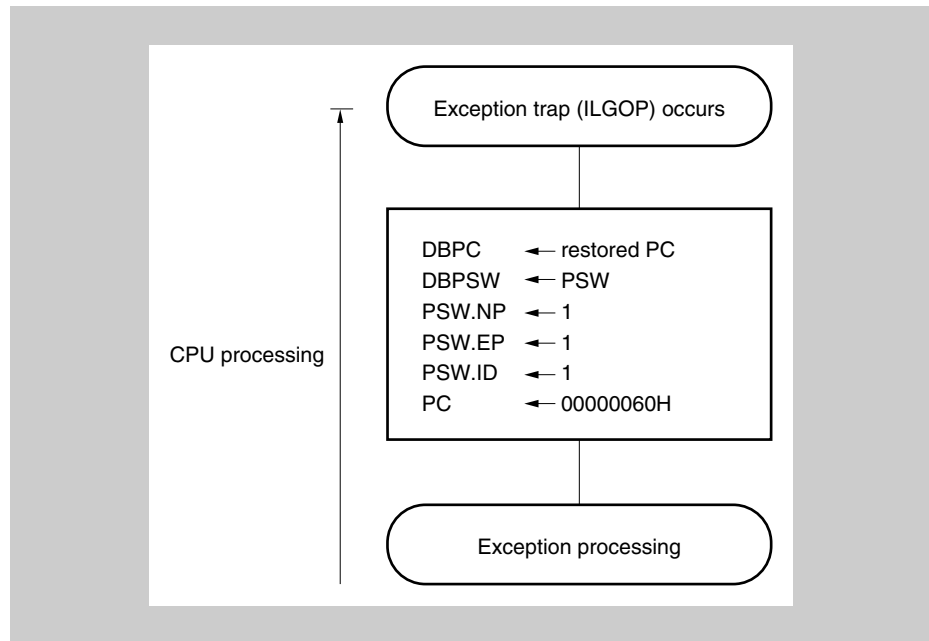 Exception trap (ILGOP) occurs
CPU processing
DBPC ← restored PC
DBPSW ← PSW
PSW.NP ← 1
PSW.EP ← 1
PSW.ID ← 1
PC ← 00000060H
Exception processing